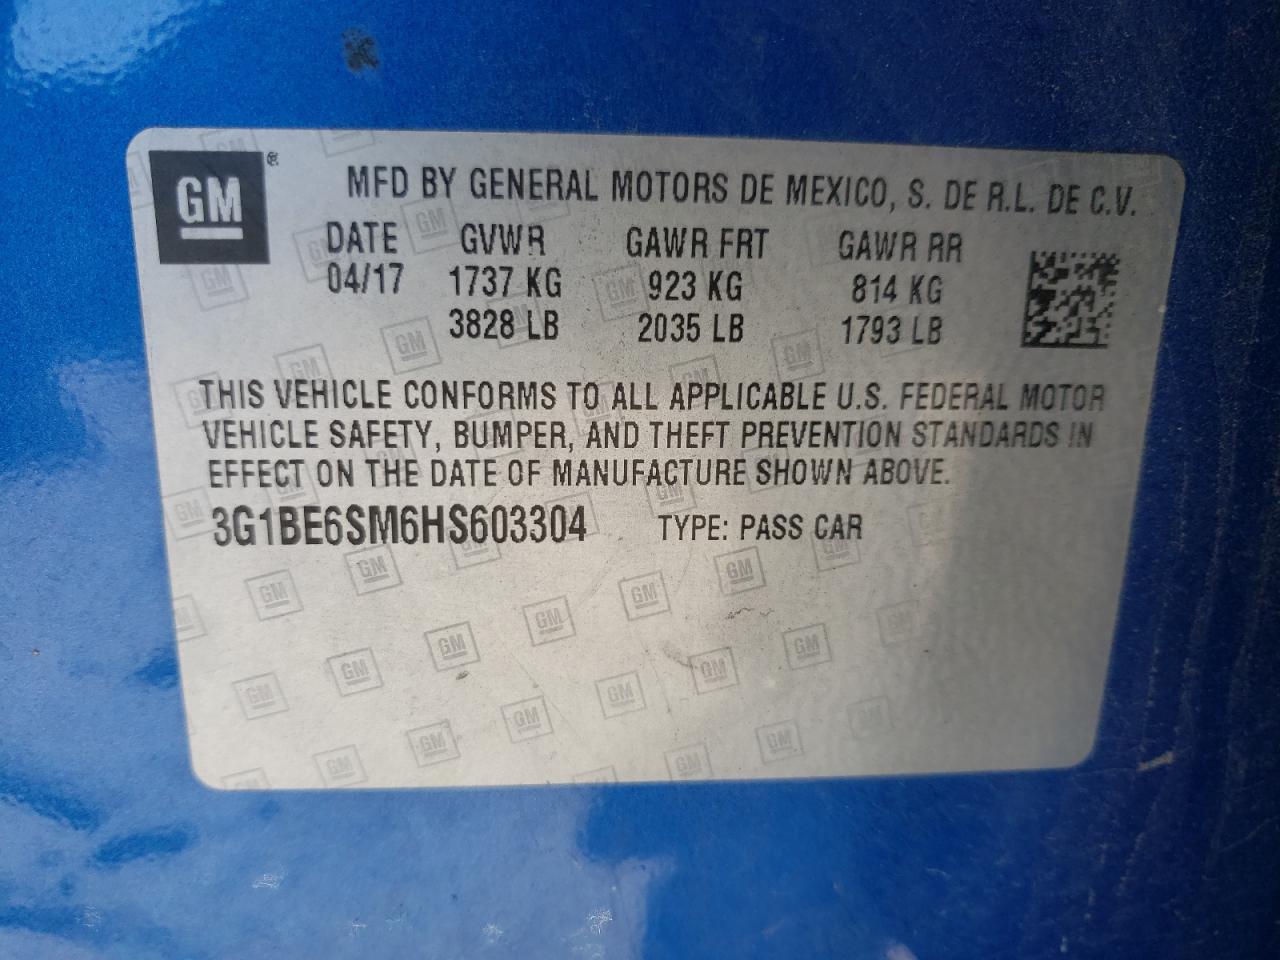 GM
MFD BY GENERAL MOTORS DE MEXICO, S. DE R.L. DE C.V.
DATE GVWR GAWR FRT GAWR RR
04/17 1737 KG 923 KG 814 KG
3828 LB 2035 LB 1793 LB
THIS VEHICLE CONFORMS TO ALL APPLICABLE U.S. FEDERAL MOTOR
VEHICLE SAFETY, BUMPER, AND THEFT PREVENTION STANDARDS IN
EFFECT ON THE DATE OF MANUFACTURE SHOWN ABOVE.
3G1BE6SM6HS603304 TYPE: PASS CAR